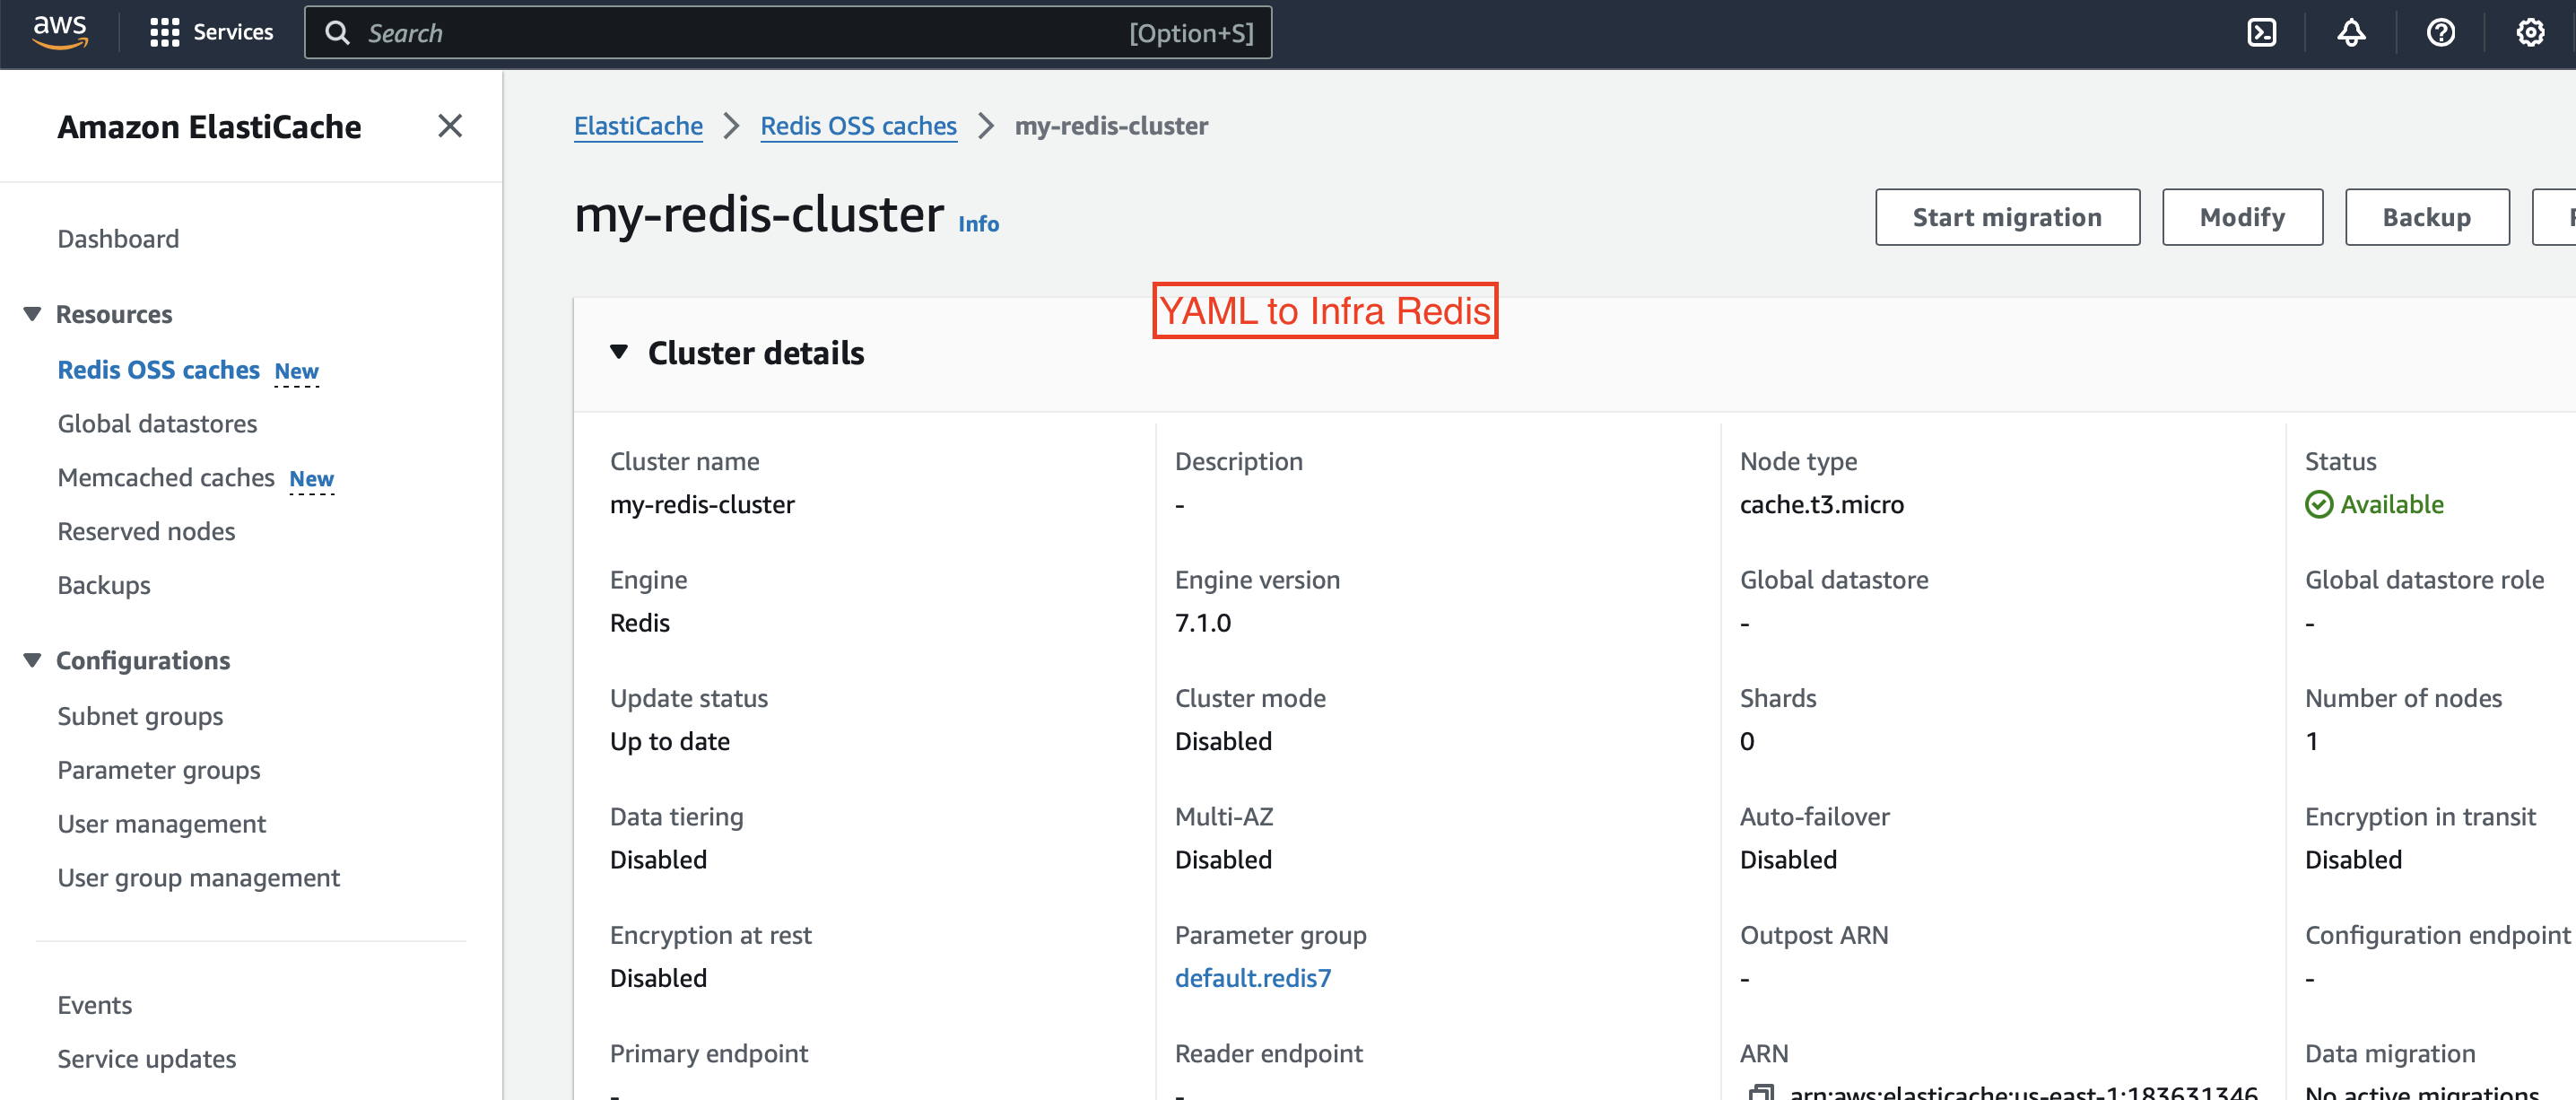 aws
Services
Search
[Option+S]
Amazon ElastiCache
Dashboard
Resources
Redis OSS caches New
Global datastores
Memcached caches New
Reserved nodes
Backups
Configurations
Subnet groups
Parameter groups
User management
User group management
Events
Service updates
ElastiCache > Redis OSS caches > my-redis-cluster
my-redis-cluster Info
Start migration
Modify
Backup
YAML to Infra Redis
Cluster details
Cluster name
my-redis-cluster
Description
-
Node type
cache.t3.micro
Status
Available
Engine
Redis
Engine version
7.1.0
Global datastore
-
Global datastore role
-
Update status
Up to date
Cluster mode
Disabled
Shards
0
Number of nodes
1
Data tiering
Disabled
Multi-AZ
Disabled
Auto-failover
Disabled
Encryption in transit
Disabled
Encryption at rest
Disabled
Parameter group
default.redis7
Outpost ARN
-
Configuration endpoint
-
Primary endpoint
-
Reader endpoint
-
ARN
arn:aws:elasticache:us-east-1:183631346
Data migration
No active migrations